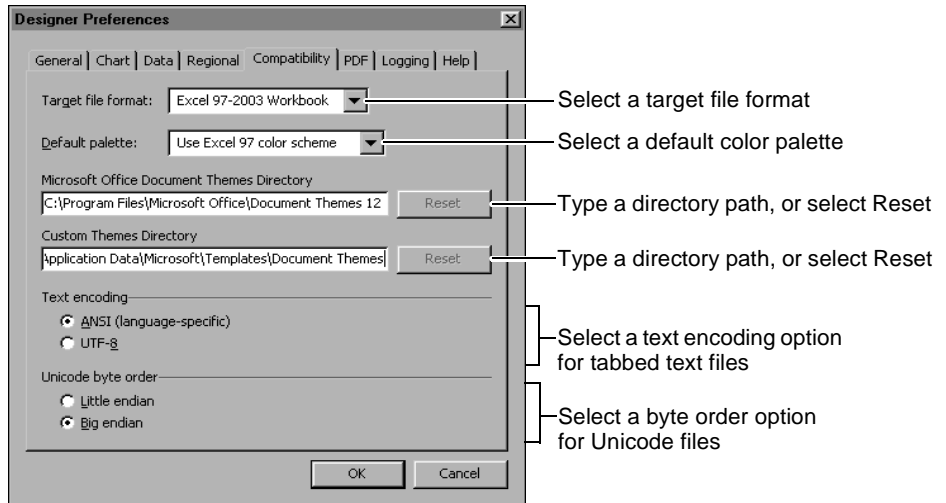 Designer Preferences
General Chart Data Regional Compatibility PDF Logging Help
Target file format: Excel 97-2003 Workbook Select a target file format
Default palette: Use Excel 97 color scheme Select a default color palette
Microsoft Office Document Themes Directory
C:\Program Files\Microsoft Office\Document Themes 12 Reset Type a directory path, or select Reset
Custom Themes Directory
Application Data\Microsoft\Templates\Document Themes Reset Type a directory path, or select Reset
Text encoding
ANSI (language-specific)
UTF-8
Select a text encoding option
for tabbed text files
Unicode byte order
Little endian
Big endian
Select a byte order option
for Unicode files
OK Cancel